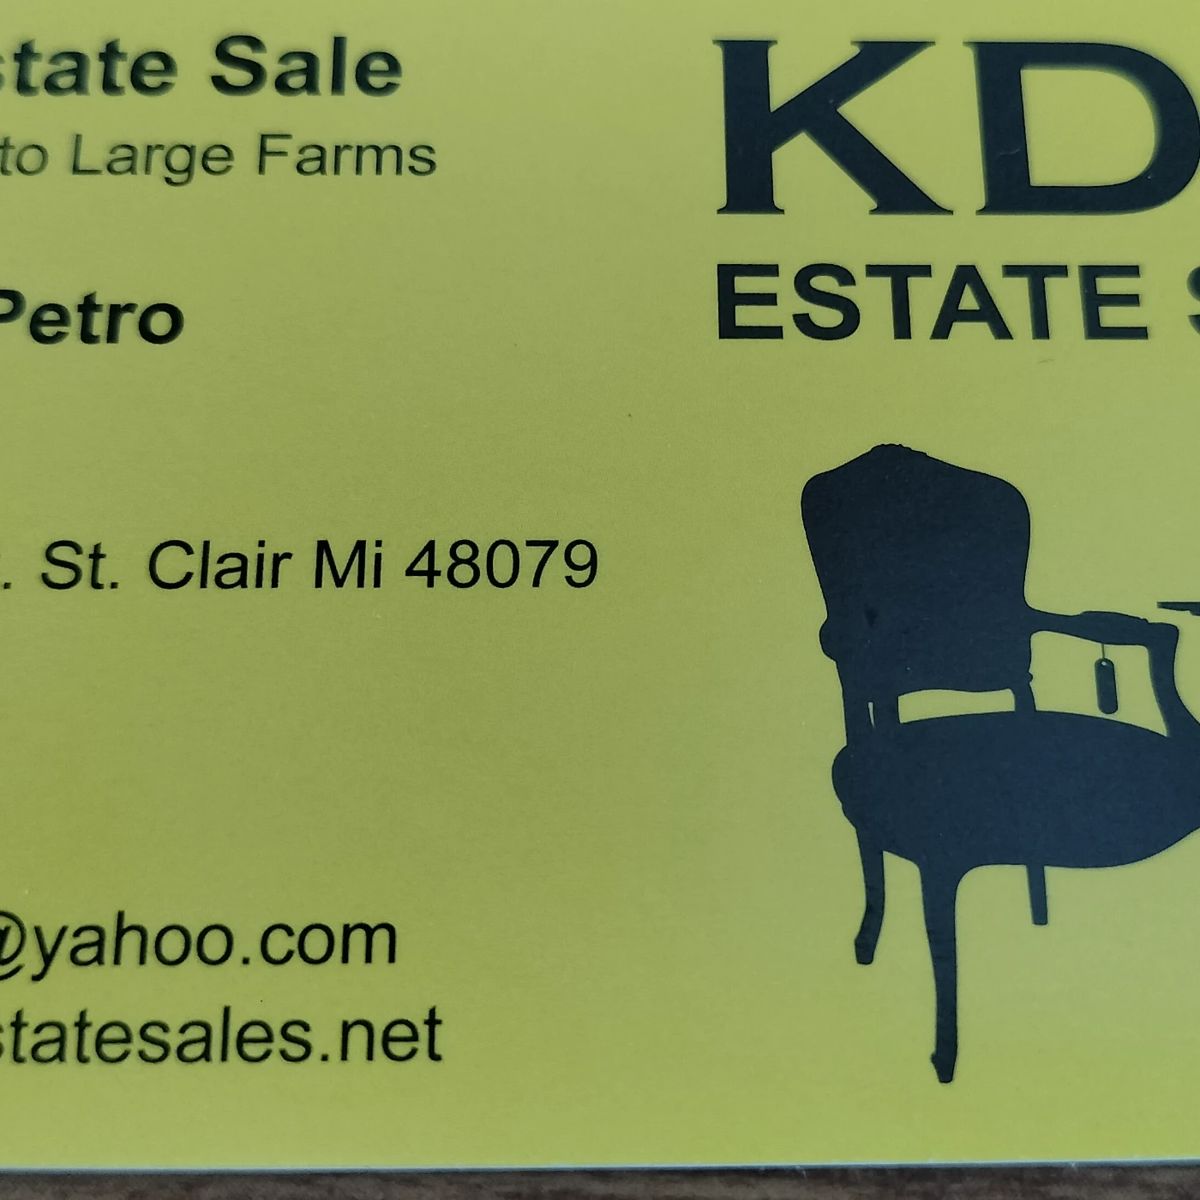 state Sale
to Large Farms
Petro
. St. Clair Mi 48079
@yahoo.com
statesales.net
KD
ESTATE S